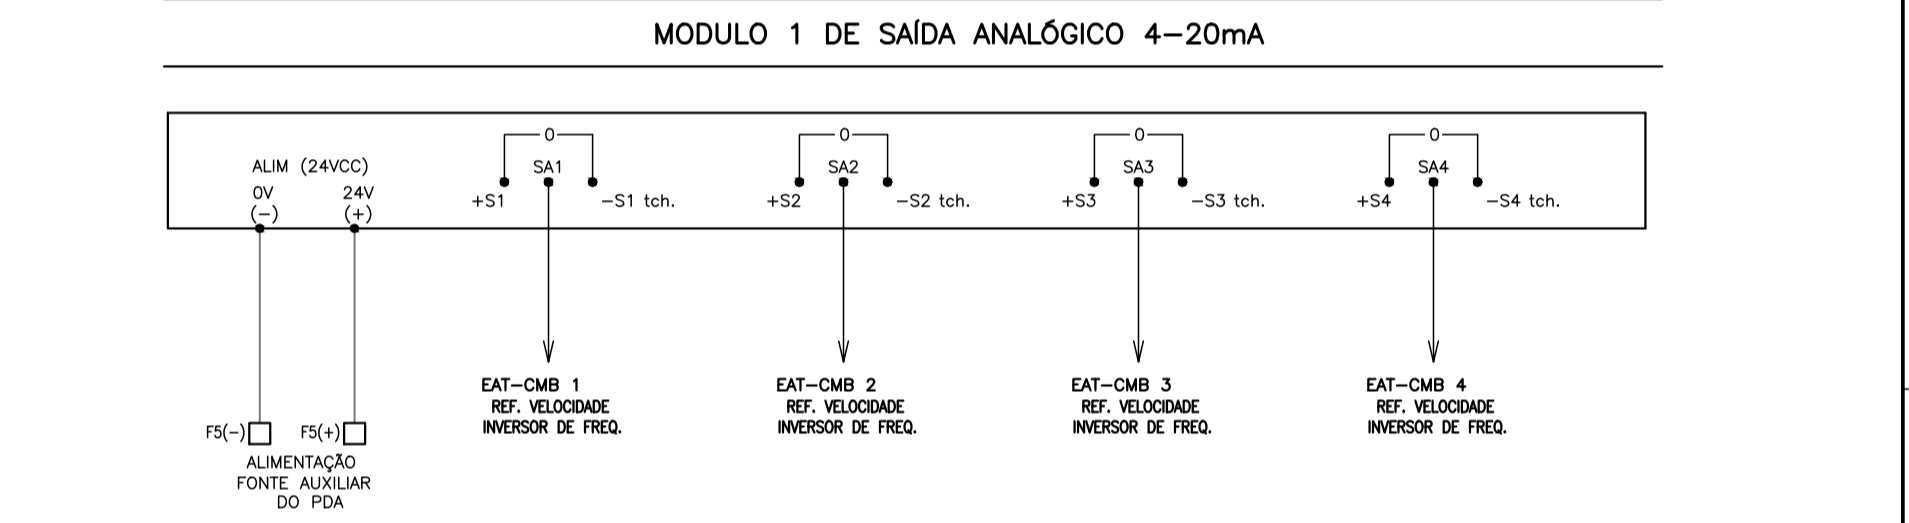 MODULO 1 DE SAÍDA ANALÓGICO 4-20mA
0 0 0 0
ALIM (24VCC) SA1 SA2 SA3 SA4
0V 24V
+S1 -S1 tch. +S2 -S2 tch. +S3 -S3 tch. +S4 -S4 tch.
(-) (+)
EAT-CMB 1
REF. VELOCIDADE
INVERSOR DE FREQ.
EAT-CMB 2
REF. VELOCIDADE
INVERSOR DE FREQ.
EAT-CMB 3
REF. VELOCIDADE
INVERSOR DE FREQ.
EAT-CMB 4
REF. VELOCIDADE
INVERSOR DE FREQ.
F5(-) F5(+)
ALIMENTAÇÃO
FONTE AUXILIAR
DO PDA